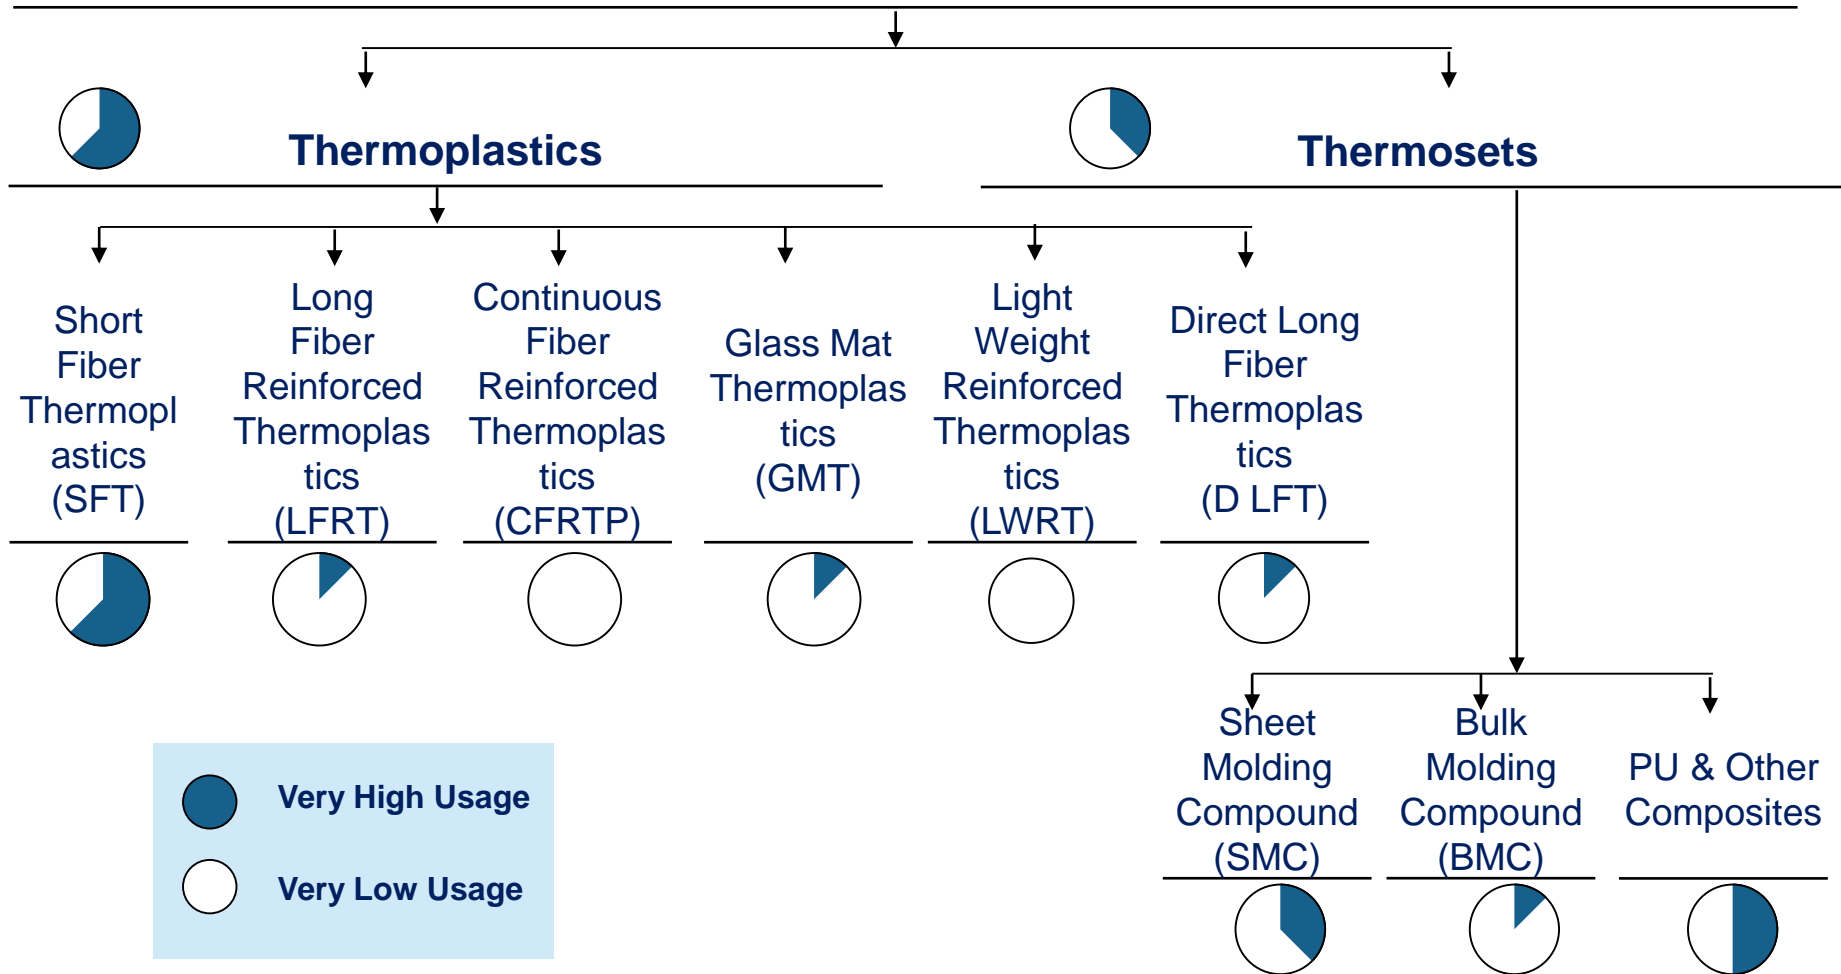 Thermoplastics
Thermosets
Short
Fiber
Thermopl
astics
(SFT)
Long
Fiber
Reinforced
Thermoplas
tics
(LFRT)
Continuous
Fiber
Reinforced
Thermoplas
tics
(CFRTP)
Glass Mat
Thermoplas
tics
(GMT)
Light
Weight
Reinforced
Thermoplas
tics
(LWRT)
Direct Long
Fiber
Thermoplas
tics
(D LFT)
Sheet
Molding
Compound
(SMC)
Bulk
Molding
Compound
(BMC)
PU & Other
Composites
Very High Usage
Very Low Usage